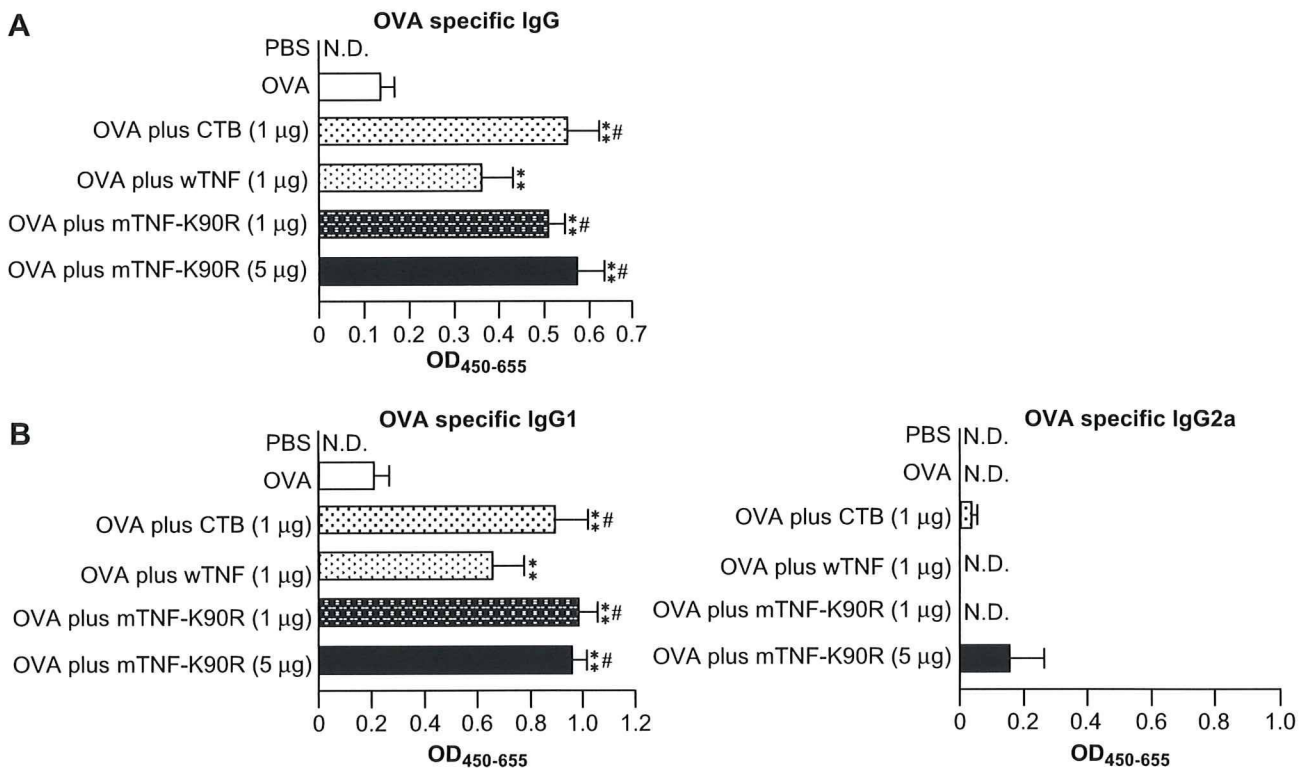 A
OVA specific IgG
PBS N.D.
OVA
OVA plus CTB (1 μg) **#
OVA plus wTNF (1 μg) **
OVA plus mTNF-K90R (1 μg) **#
OVA plus mTNF-K90R (5 μg) **#
0 0.1 0.2 0.3 0.4 0.5 0.6 0.7
OD450-655
B
OVA specific IgG1
PBS N.D.
OVA
OVA plus CTB (1 μg) **#
OVA plus wTNF (1 μg) **
OVA plus mTNF-K90R (1 μg) **#
OVA plus mTNF-K90R (5 μg) **#
0 0.2 0.4 0.6 0.8 1.0 1.2
OD450-655
OVA specific IgG2a
PBS N.D.
OVA N.D.
OVA plus CTB (1 μg)
OVA plus wTNF (1 μg) N.D.
OVA plus mTNF-K90R (1 μg) N.D.
OVA plus mTNF-K90R (5 μg)
0 0.2 0.4 0.6 0.8 1.0
OD450-655